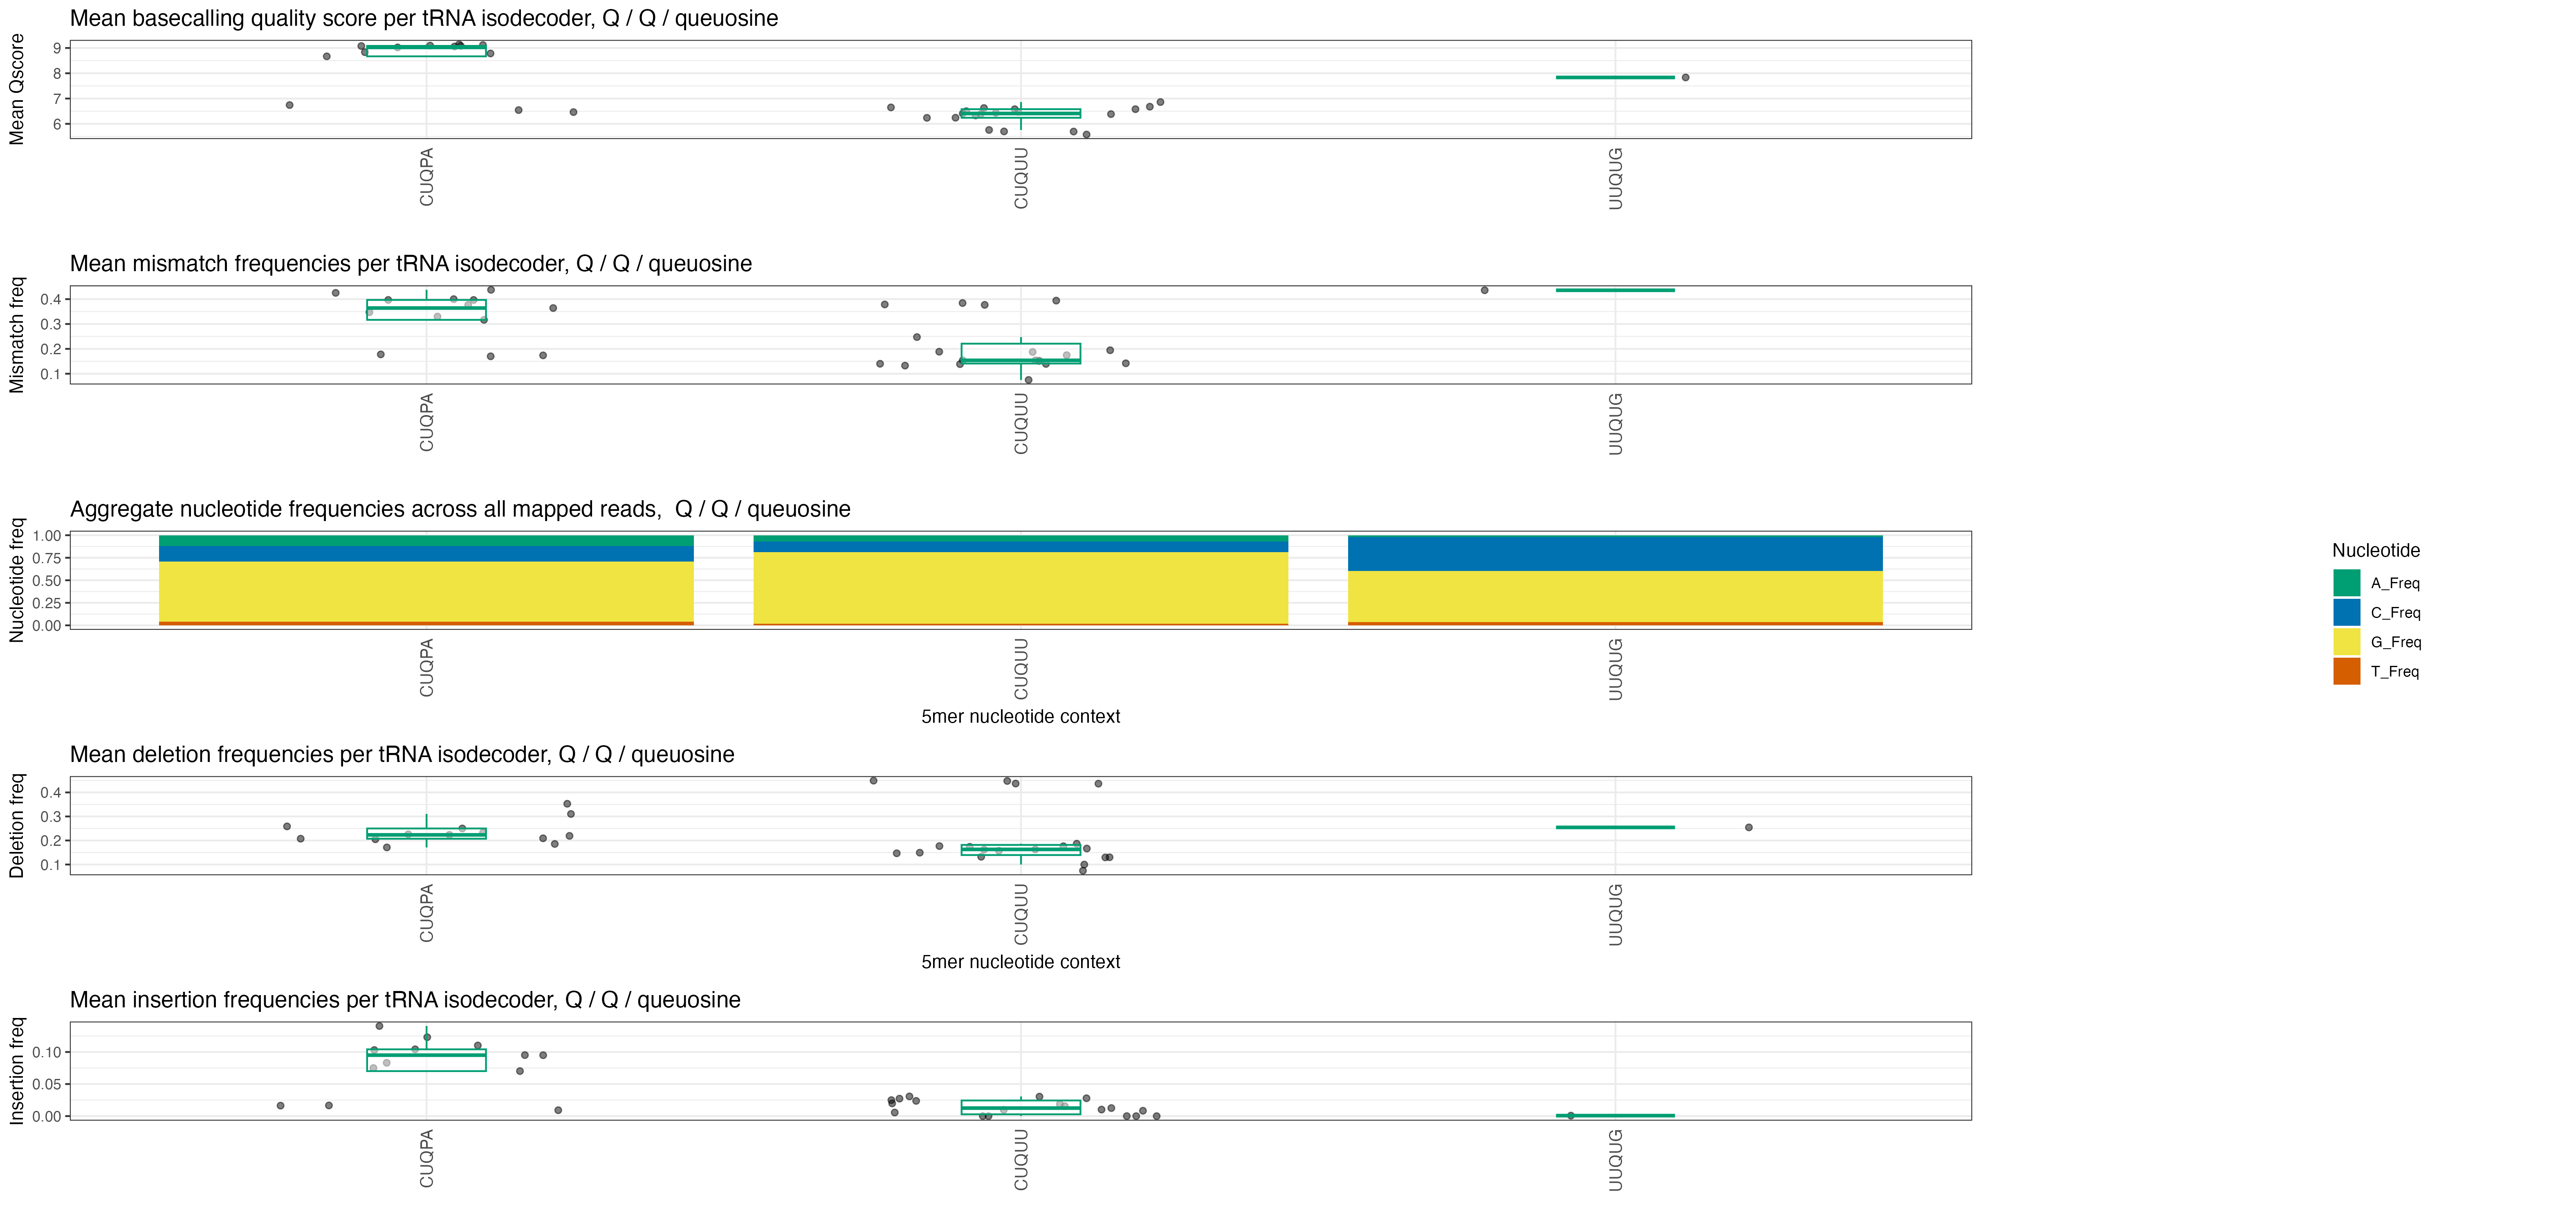 Mean basecalling quality score per tRNA isodecoder, Q / Q / queuosine
Mean Qscore
9
8
7
6
CUQPA
CUQUU
UUQUG
Mean mismatch frequencies per tRNA isodecoder, Q / Q / queuosine
Mismatch freq
0.4
0.3
0.2
0.1
CUQPA
CUQUU
UUQUG
Aggregate nucleotide frequencies across all mapped reads,  Q / Q / queuosine
Nucleotide freq
1.00
0.75
0.50
0.25
0.00
CUQPA
CUQUU
UUQUG
5mer nucleotide context
Nucleotide
A_Freq
C_Freq
G_Freq
T_Freq
Mean deletion frequencies per tRNA isodecoder, Q / Q / queuosine
Deletion freq
0.4
0.3
0.2
0.1
CUQPA
CUQUU
UUQUG
5mer nucleotide context
Mean insertion frequencies per tRNA isodecoder, Q / Q / queuosine
Insertion freq
0.10
0.05
0.00
CUQPA
CUQUU
UUQUG